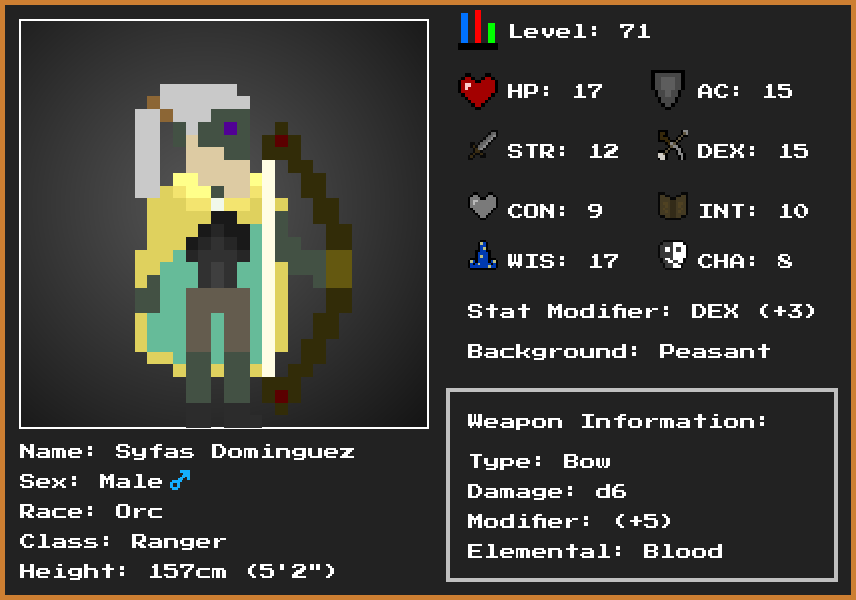 Level: 71
HP: 17 AC: 15
STR: 12 DEX: 15
CON: 9 INT: 10
WIS: 17 CHA: 8
Stat Modifier: DEX (+3)
Background: Peasant
Weapon Information:
Type: Bow
Damage: d6
Modifier: (+5)
Elemental: Blood
Name: Syfas Dominguez
Sex: Male ♂
Race: Orc
Class: Ranger
Height: 157cm (5'2")